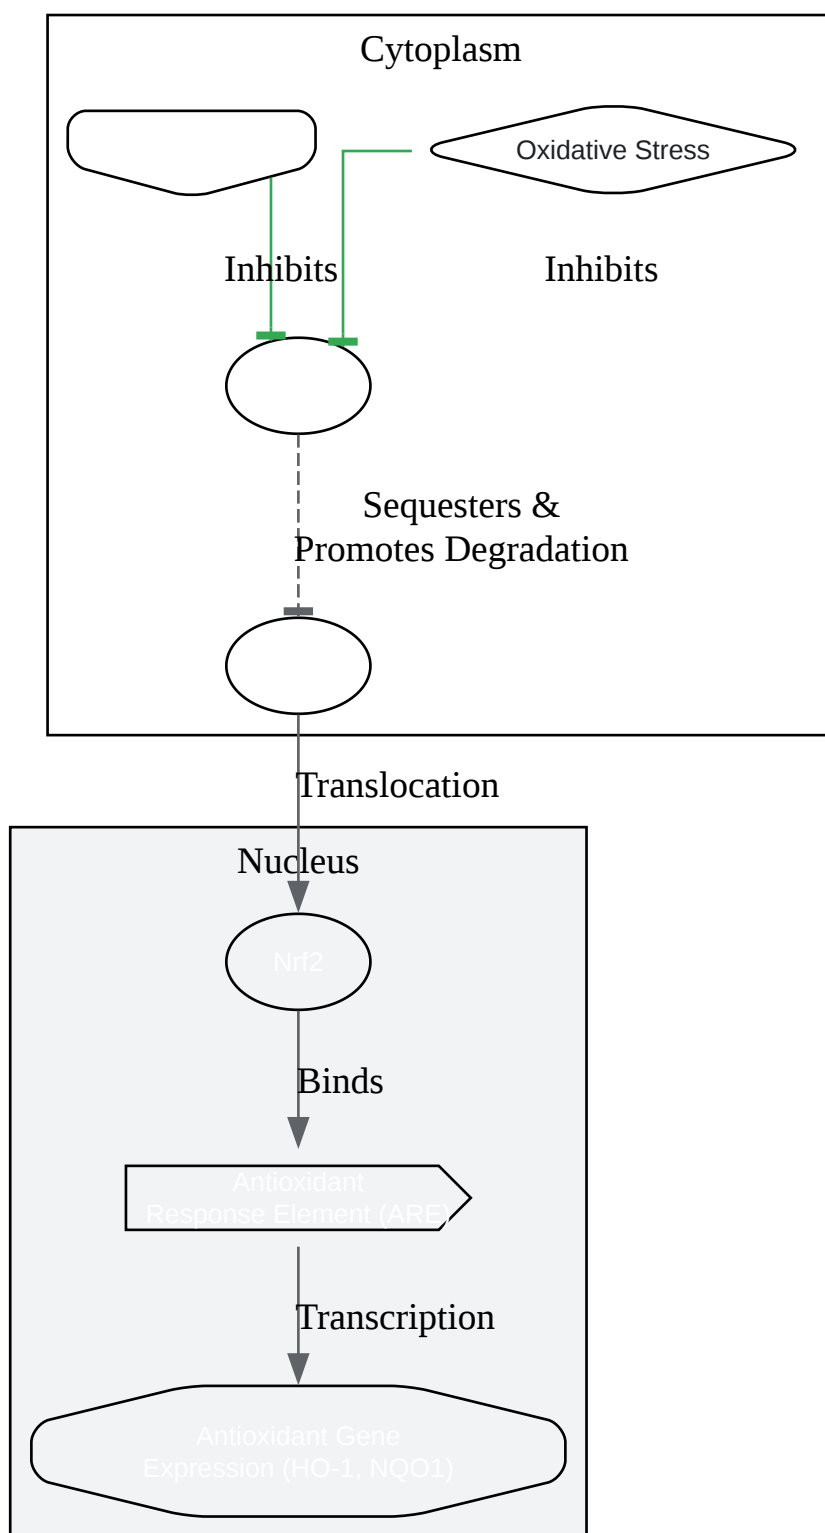 Cytoplasm
Oxidative Stress
Inhibits
Inhibits
Sequesters &
Promotes Degradation
Translocation
Nucleus
Nrf2
Binds
Antioxidant
Response Element (ARE)
Transcription
Antioxidant Gene
Expression (HO-1, NQO1)